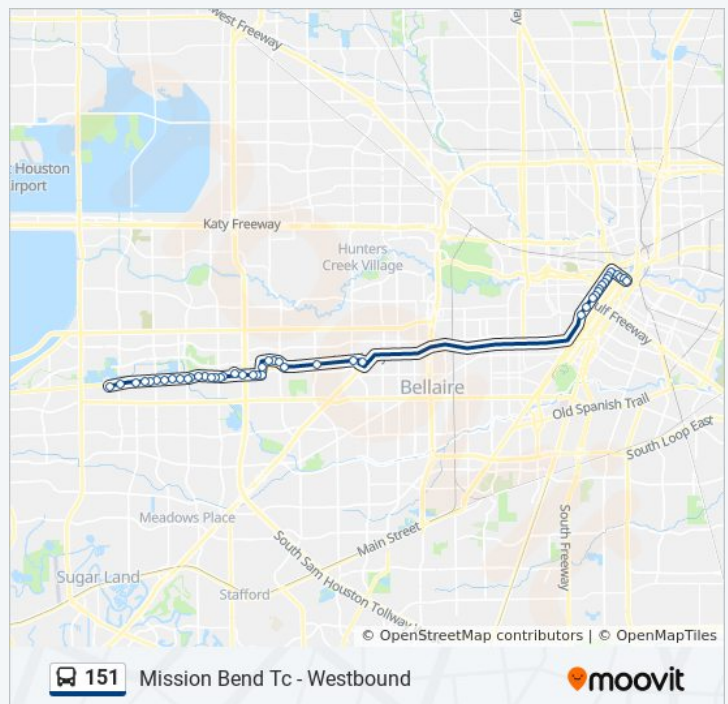 west Freeway
way
t Houston
irport
Katy Freeway
Hunters
Creek Village
ulf Freeway
Bellaire
Old Spanish Trail
South Loop East
Meadows Place
Main Street
South Freeway
South Sam Houston Tollway
Sugar Land
Stafford
© OpenStreetMap contributors | © OpenMapTiles
151 Mission Bend Tc - Westbound
moovit